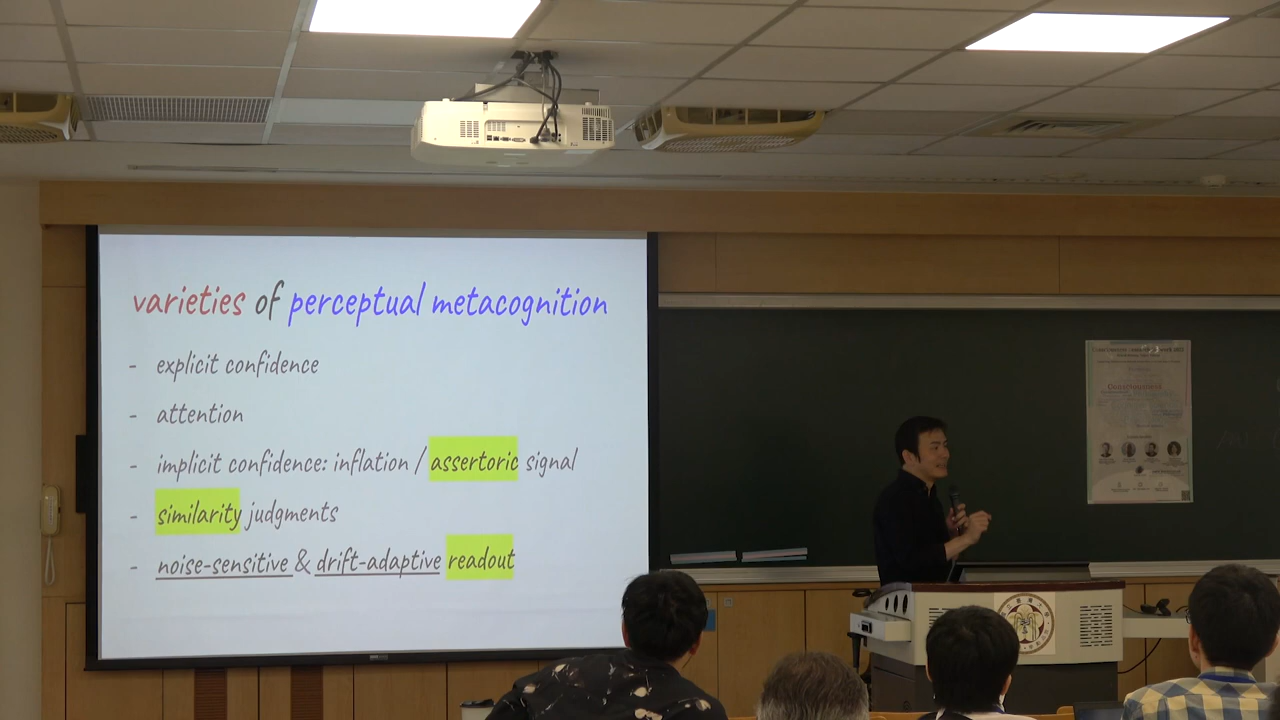 varieties of perceptual metacognition
- explicit confidence
- attention
- implicit confidence: inflation / assertoric signal
- similarity judgments
- noise-sensitive & drift-adaptive readout
Consciousness